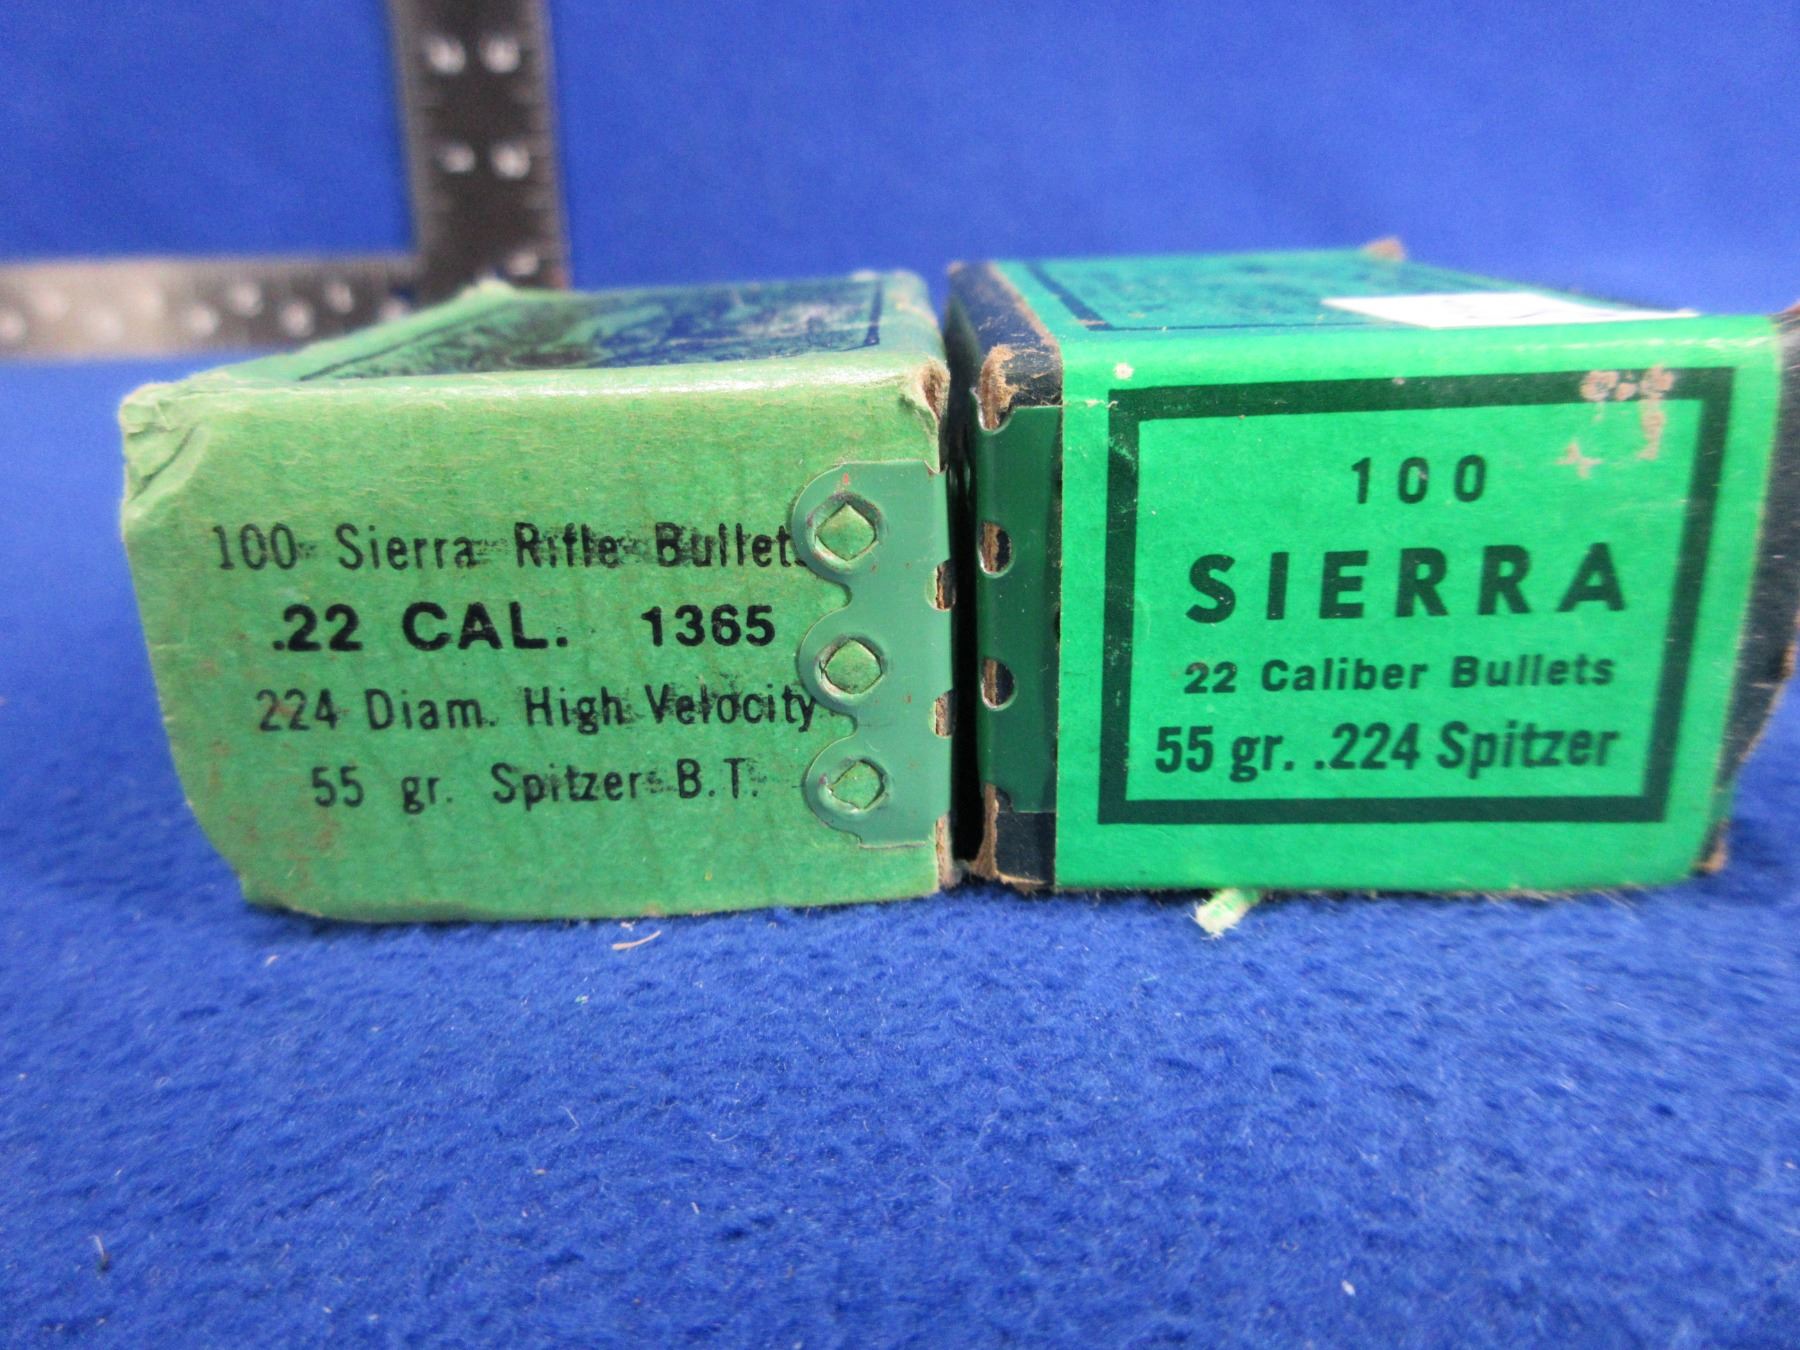 100 Sierra Rifle Bullets
.22 CAL. 1365
224 Diam. High Velocity
55 gr. Spitzer B.T.
100
SIERRA
22 Caliber Bullets
55 gr. .224 Spitzer